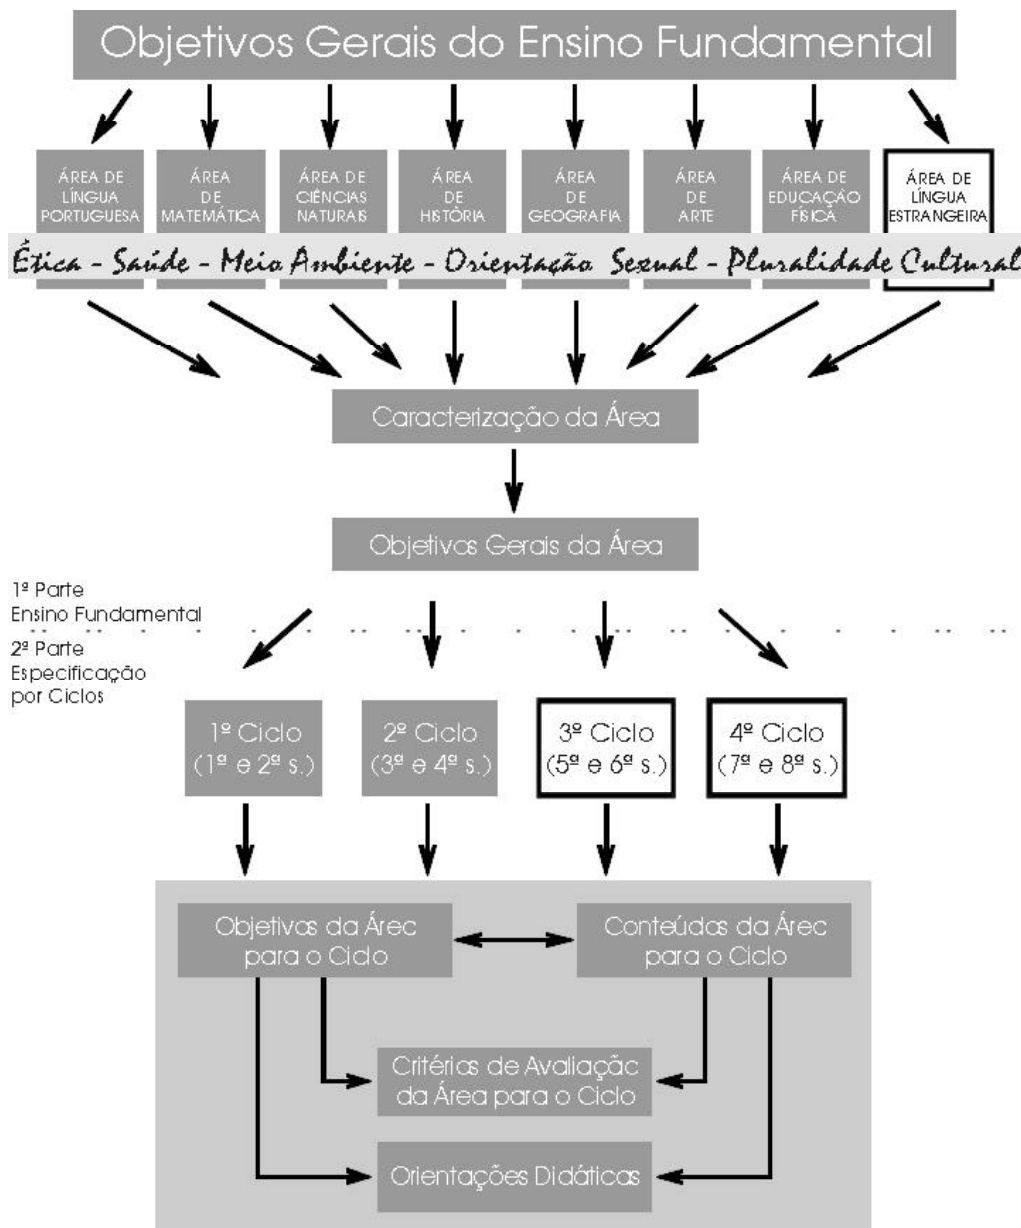 Objetivos Gerais do Ensino Fundamental
ÁREA DE
LÍNGUA
PORTUGUESA
ÁREA
DE
MATEMÁTICA
ÁREA DE
CIÊNCIAS
NATURAIS
ÁREA
DE
HISTÓRIA
ÁREA
DE
GEOGRAFIA
ÁREA
DE
ARTE
ÁREA DE
EDUCAÇÃO
FÍSICA
ÁREA DE
LÍNGUA
ESTRANGEIRA
Ética - Saúde - Meio Ambiente - Orientação Sexual - Pluralidade Cultural
Caracterização da Área
Objetivos Gerais da Área
1ª Parte
Ensino Fundamental
2ª Parte
Especificação
por Ciclos
1º Ciclo
(1ª e 2ª s.)
2º Ciclo
(3ª e 4ª s.)
3º Ciclo
(5ª e 6ª s.)
4º Ciclo
(7ª e 8ª s.)
Objetivos da Área
para o Ciclo
Conteúdos da Área
para o Ciclo
Critérios de Avaliação
da Área para o Ciclo
Orientações Didáticas